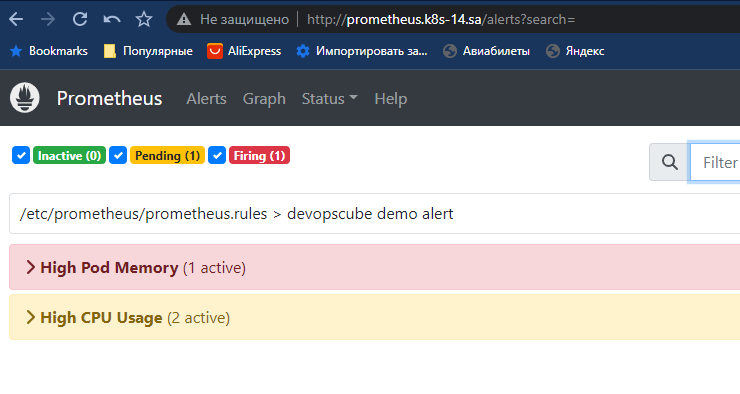 Не защищено http://prometheus.k8s-14.sa/alerts?search=
Bookmarks Популярные AliExpress Импортировать за... Авиабилеты Яндекс
Prometheus Alerts Graph Status Help
Inactive (0) Pending (1) Firing (1)
Filter
/etc/prometheus/prometheus.rules > devopscube demo alert
High Pod Memory (1 active)
High CPU Usage (2 active)